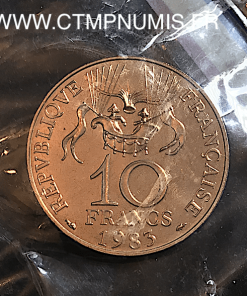 WWW.CTMPNUMIS.FR
REPVBLIQVE
FRANÇAISE
10
FRANCS
1983